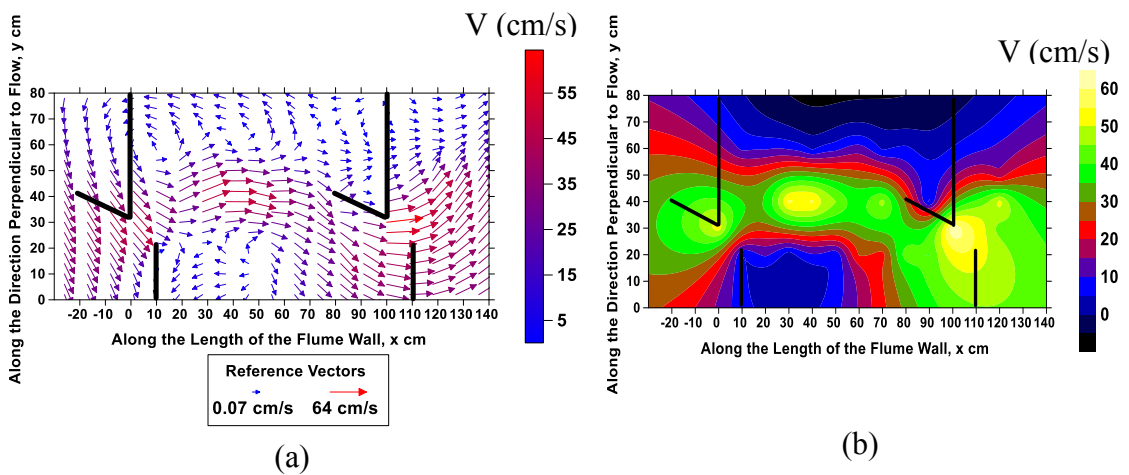 V (cm/s)
Along the Direction Perpendicular to Flow, y cm
80
70
60
50
40
30
20
10
0
-20 -10 0 10 20 30 40 50 60 70 80 90 100 110 120 130 140
Along the Length of the Flume Wall, x cm
55
45
35
25
15
5
Reference Vectors
0.07 cm/s 64 cm/s
(a)
V (cm/s)
Along the Direction Perpendicular to Flow, y cm
80
70
60
50
40
30
20
10
0
-20 -10 0 10 20 30 40 50 60 70 80 90 100 110 120 130 140
Along the Length of the Flume Wall, x cm
60
50
40
30
20
10
0
(b)